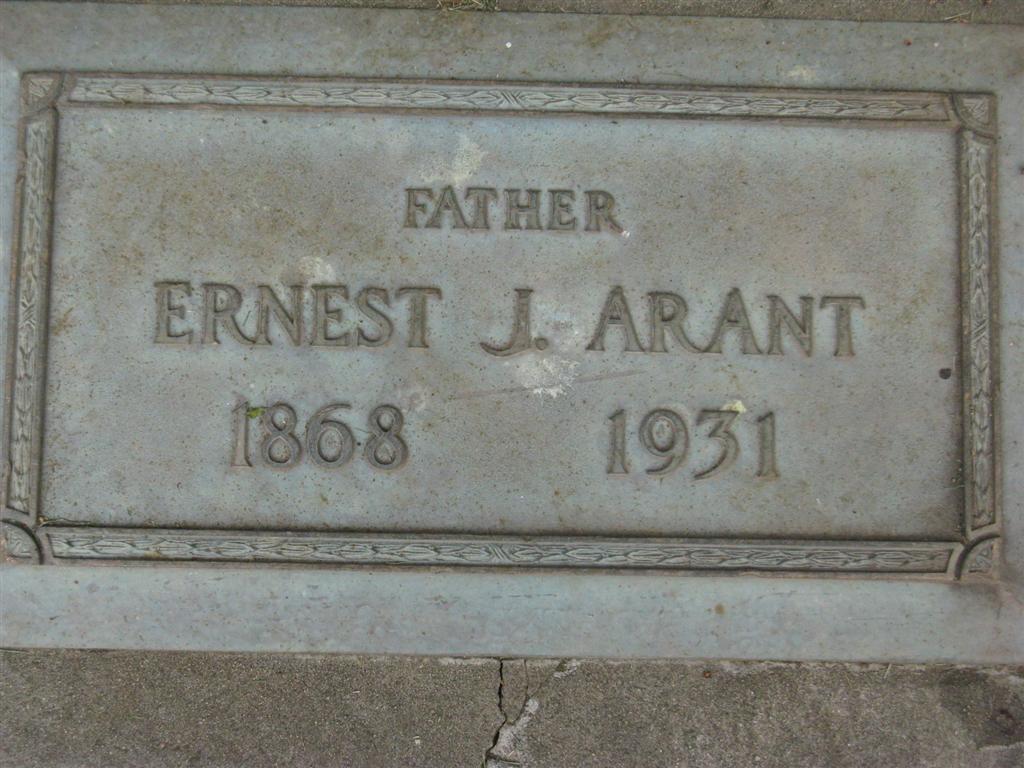 FATHER
ERNEST J. ARANT
1868 1931